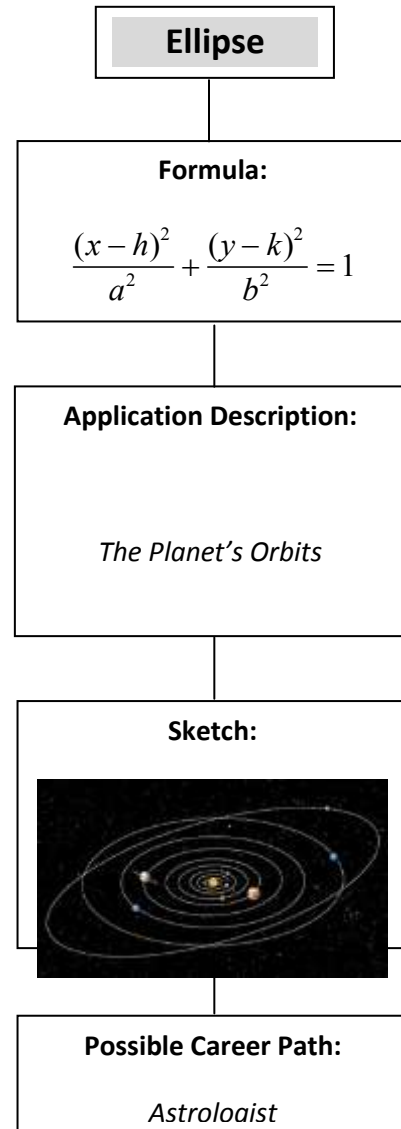 Ellipse
Formula:
(x − h)² / a² + (y − k)² / b² = 1
Application Description:
The Planet's Orbits
Sketch:
Possible Career Path:
Astrologist